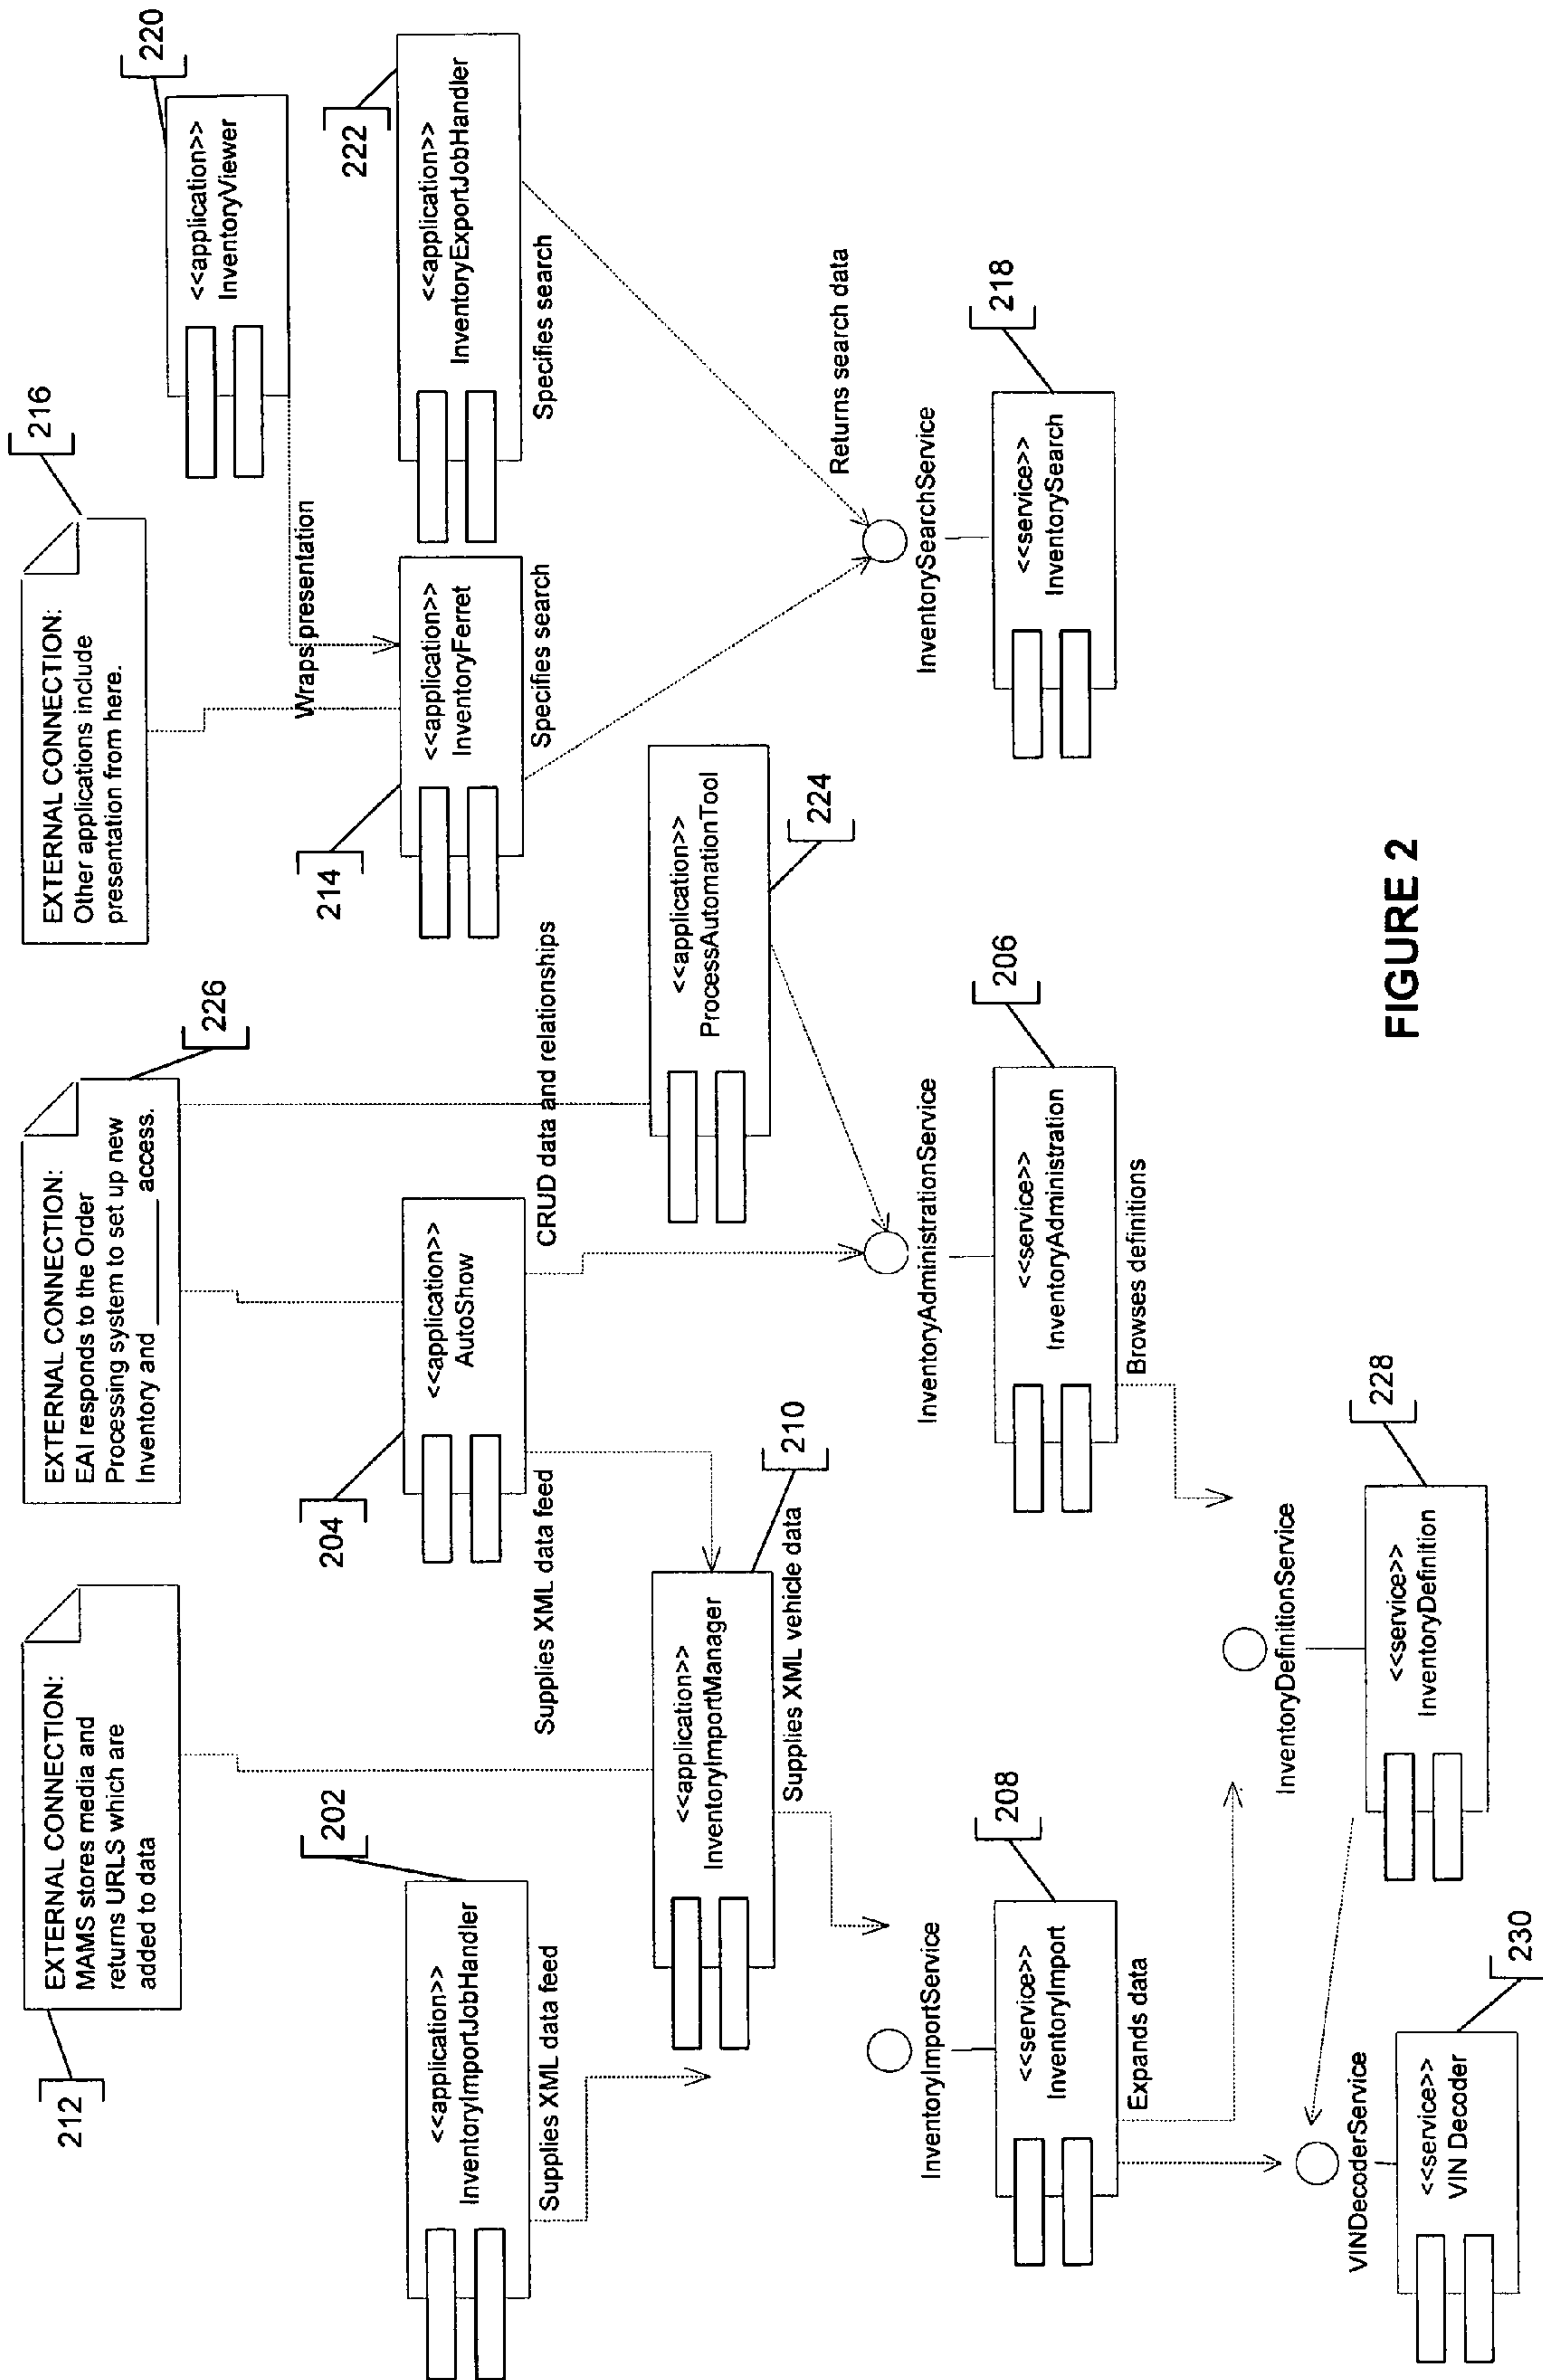 212
EXTERNAL CONNECTION:
MAMS stores media and
returns URLS which are
added to data
EXTERNAL CONNECTION:
EAI responds to the Order
Processing system to set up new
Inventory and ______ access.
226
EXTERNAL CONNECTION:
Other applications include
presentation from here.
216
<<application>>
InventoryViewer
220
Wraps presentation
202
<<application>>
InventoryImportJobHandler
Supplies XML data feed
204
<<application>>
AutoShow
Supplies XML data feed
CRUD data and relationships
214
<<application>>
InventoryFerret
Specifies search
222
<<application>>
InventoryExportJobHandler
Specifies search
<<application>>
InventoryImportManager
210
Supplies XML vehicle data
<<application>>
ProcessAutomationTool
224
Returns search data
InventoryImportService
<<service>>
InventoryImport
208
Expands data
InventoryAdministrationService
<<service>>
InventoryAdministration
206
Browses definitions
InventorySearchService
<<service>>
InventorySearch
218
VINDecoderService
<<service>>
VIN Decoder
230
InventoryDefinitionService
<<service>>
InventoryDefinition
228
FIGURE 2